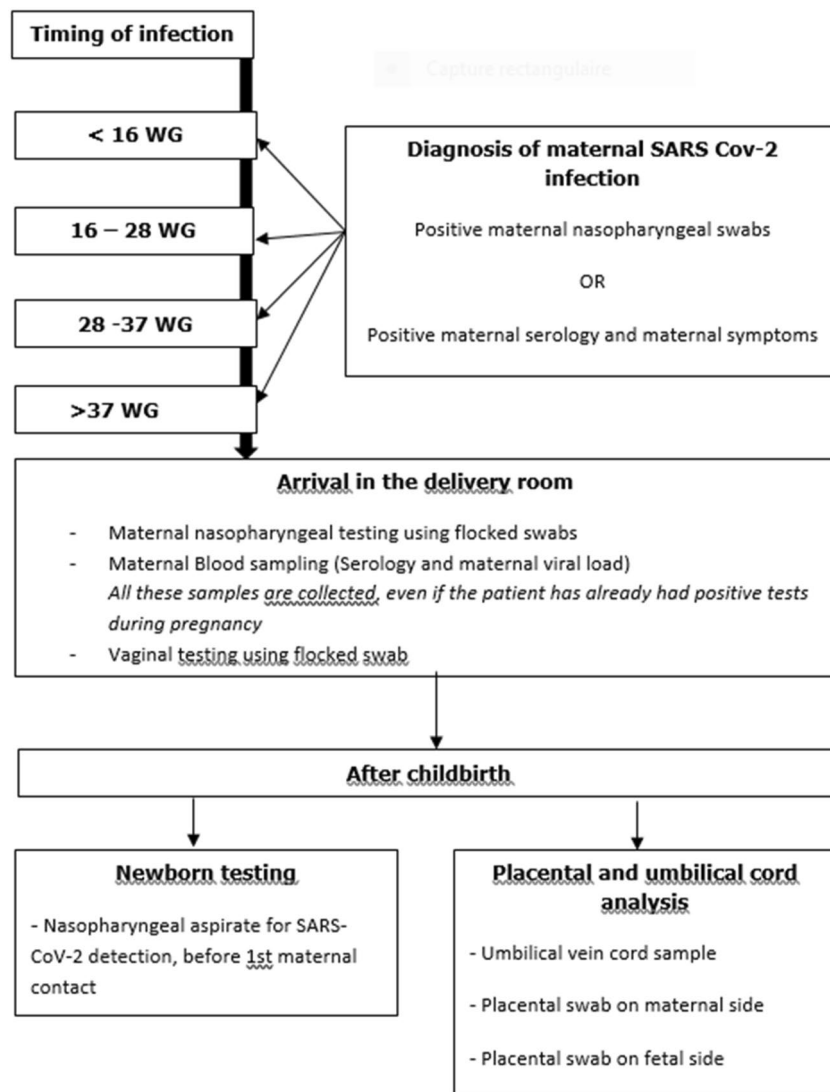 Timing of infection
Capture rectangulaire
< 16 WG
16 – 28 WG
28 -37 WG
>37 WG
Diagnosis of maternal SARS Cov-2
infection
Positive maternal nasopharyngeal swabs
OR
Positive maternal serology and maternal symptoms
Arrival in the delivery room
- Maternal nasopharyngeal testing using flocked swabs
- Maternal Blood sampling (Serology and maternal viral load)
All these samples are collected, even if the patient has already had positive tests
during pregnancy
- Vaginal testing using flocked swab
After childbirth
Newborn testing
- Nasopharyngeal aspirate for SARS-
CoV-2 detection, before 1st maternal
contact
Placental and umbilical cord
analysis
- Umbilical vein cord sample
- Placental swab on maternal side
- Placental swab on fetal side